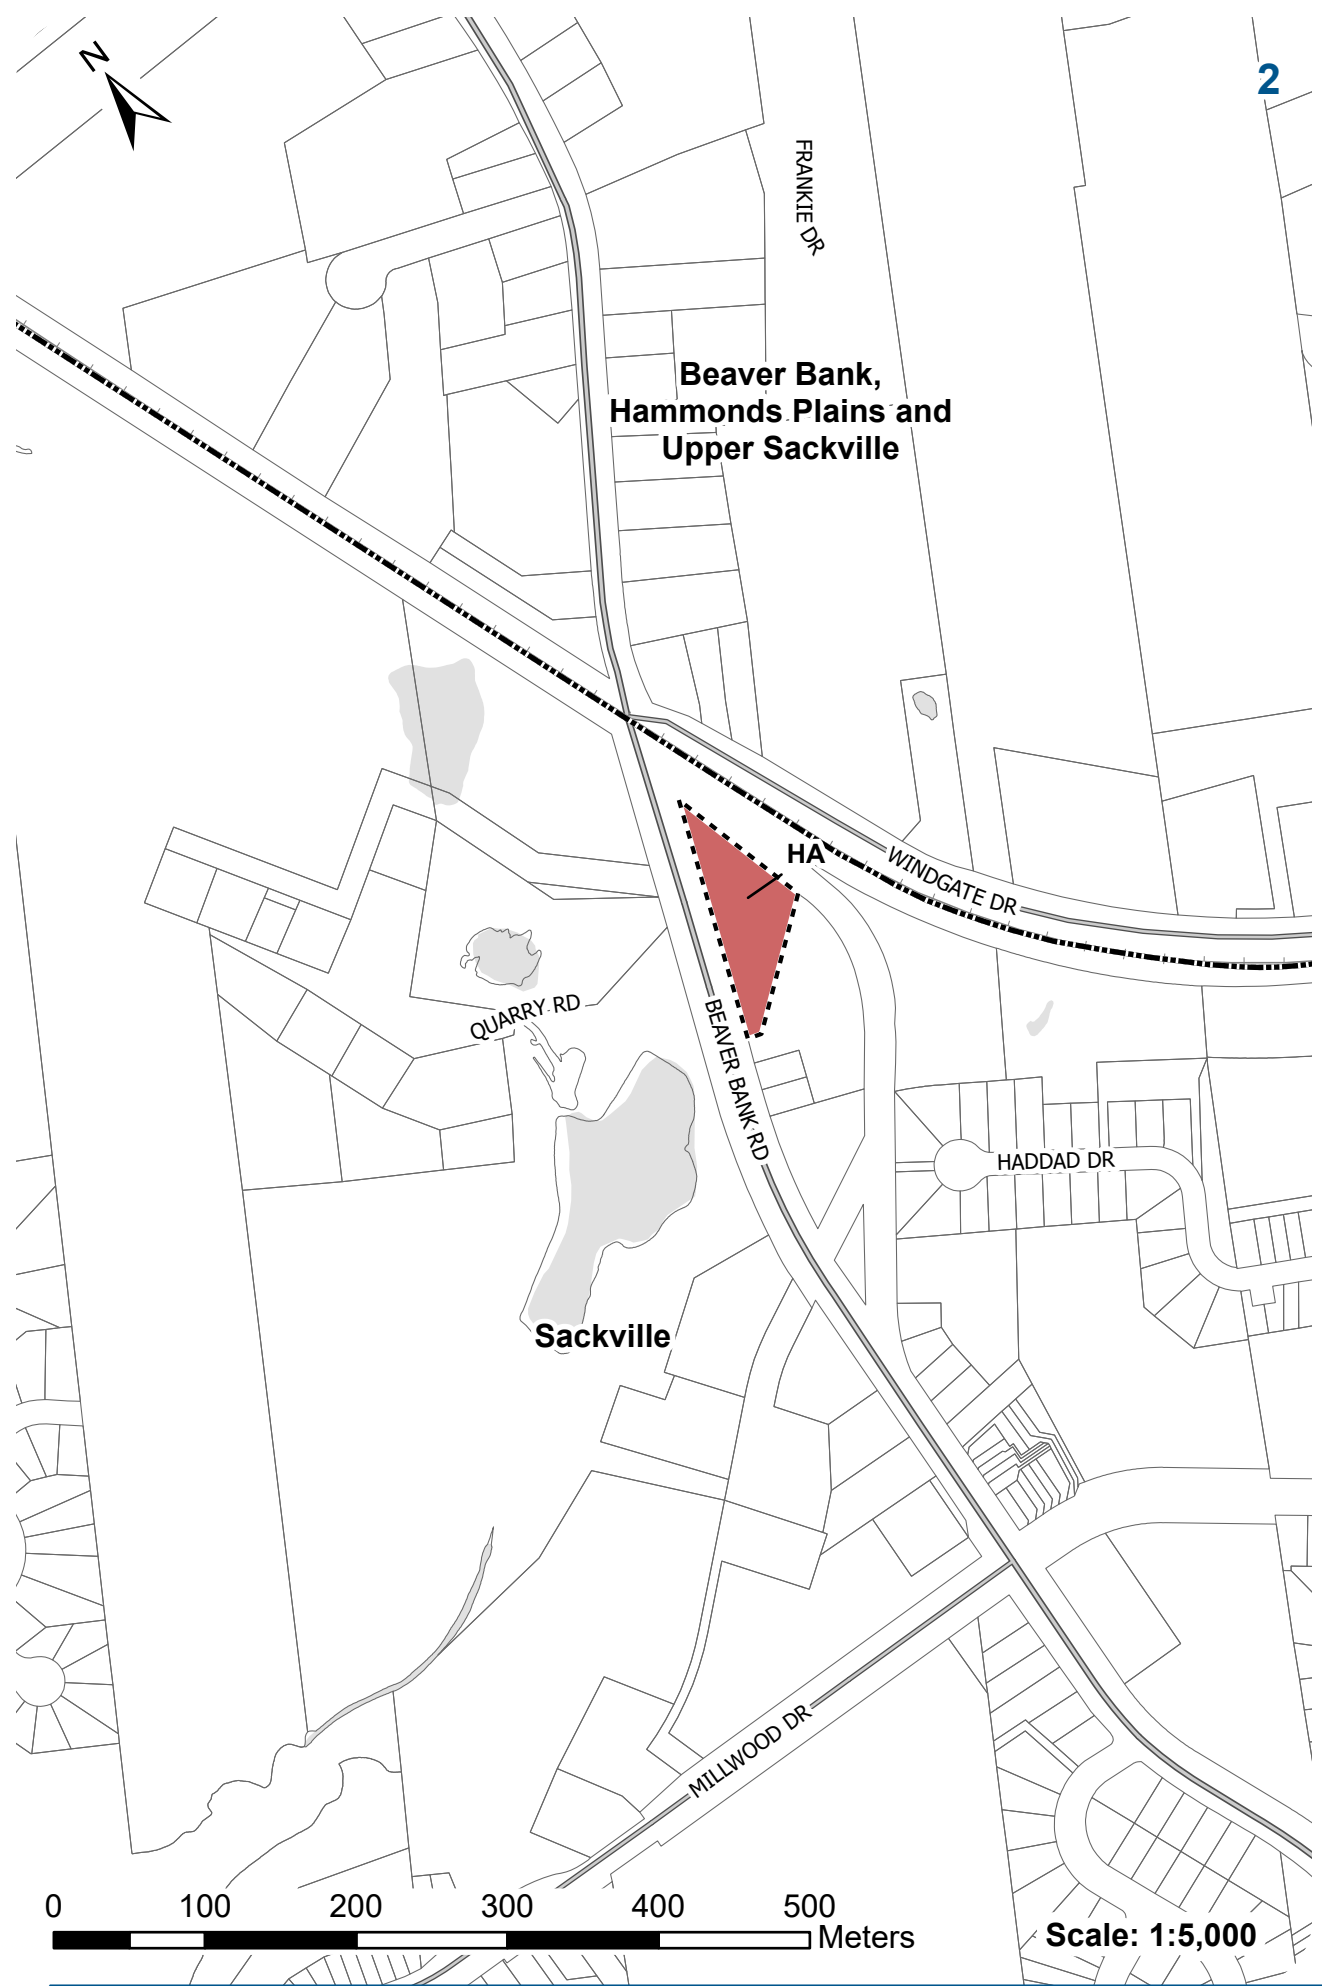 N
2
FRANKIE DR
Beaver Bank,
Hammonds Plains and
Upper Sackville
HA
WINDGATE DR
QUARRY RD
BEAVER BANK RD
HADDAD DR
Sackville
MILLWOOD DR
0 100 200 300 400 500
Meters
Scale: 1:5,000